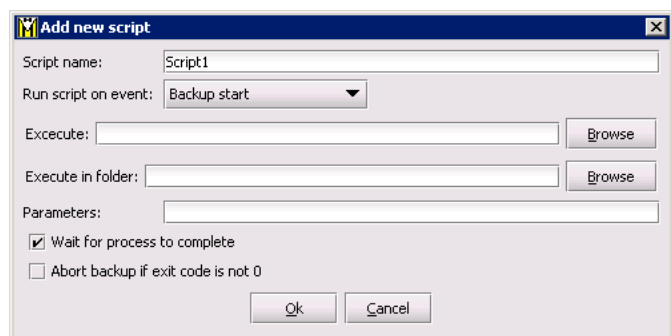 Add new script
Script name: Script1
Run script on event: Backup start
Excecute: Browse
Execute in folder: Browse
Parameters:
Wait for process to complete
Abort backup if exit code is not 0
Ok Cancel